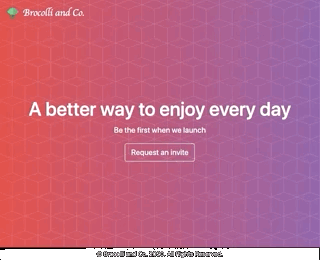 Brocolli and Co.
A better way to enjoy every day
Be the first when we launch
Request an invite
© Brocolli and Co. All Rights Reserved.